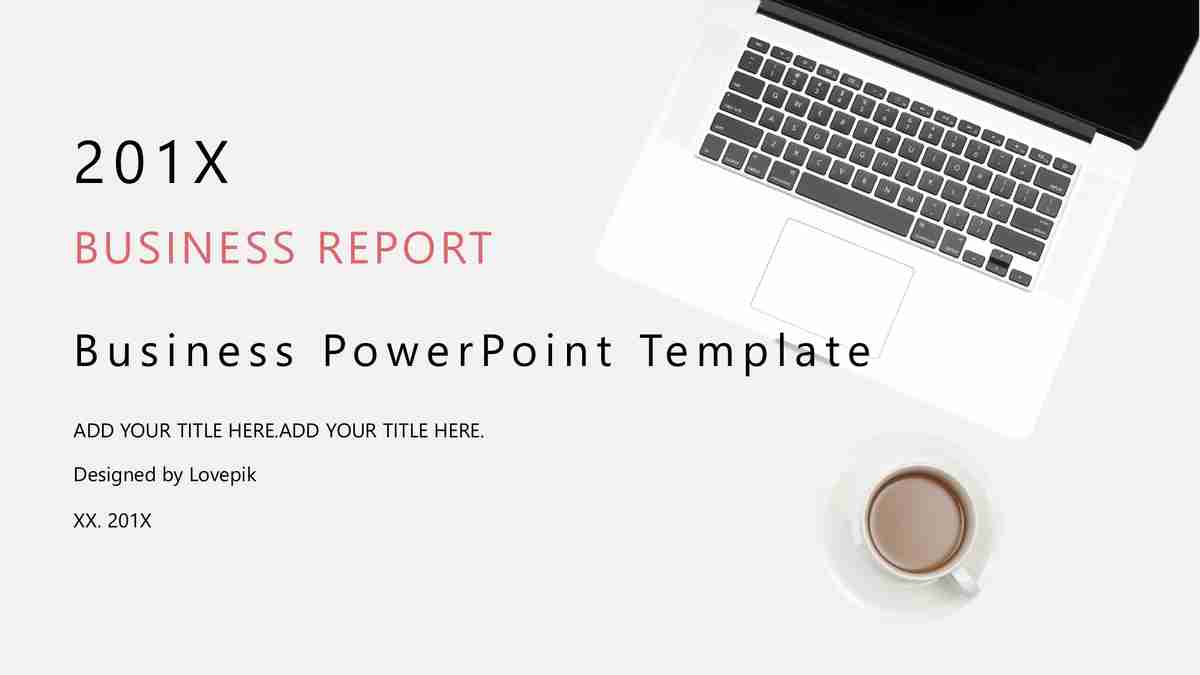 201X
BUSINESS REPORT
Business PowerPoint Template
ADD YOUR TITLE HERE.ADD YOUR TITLE HERE.
Designed by Lovepik
XX. 201X